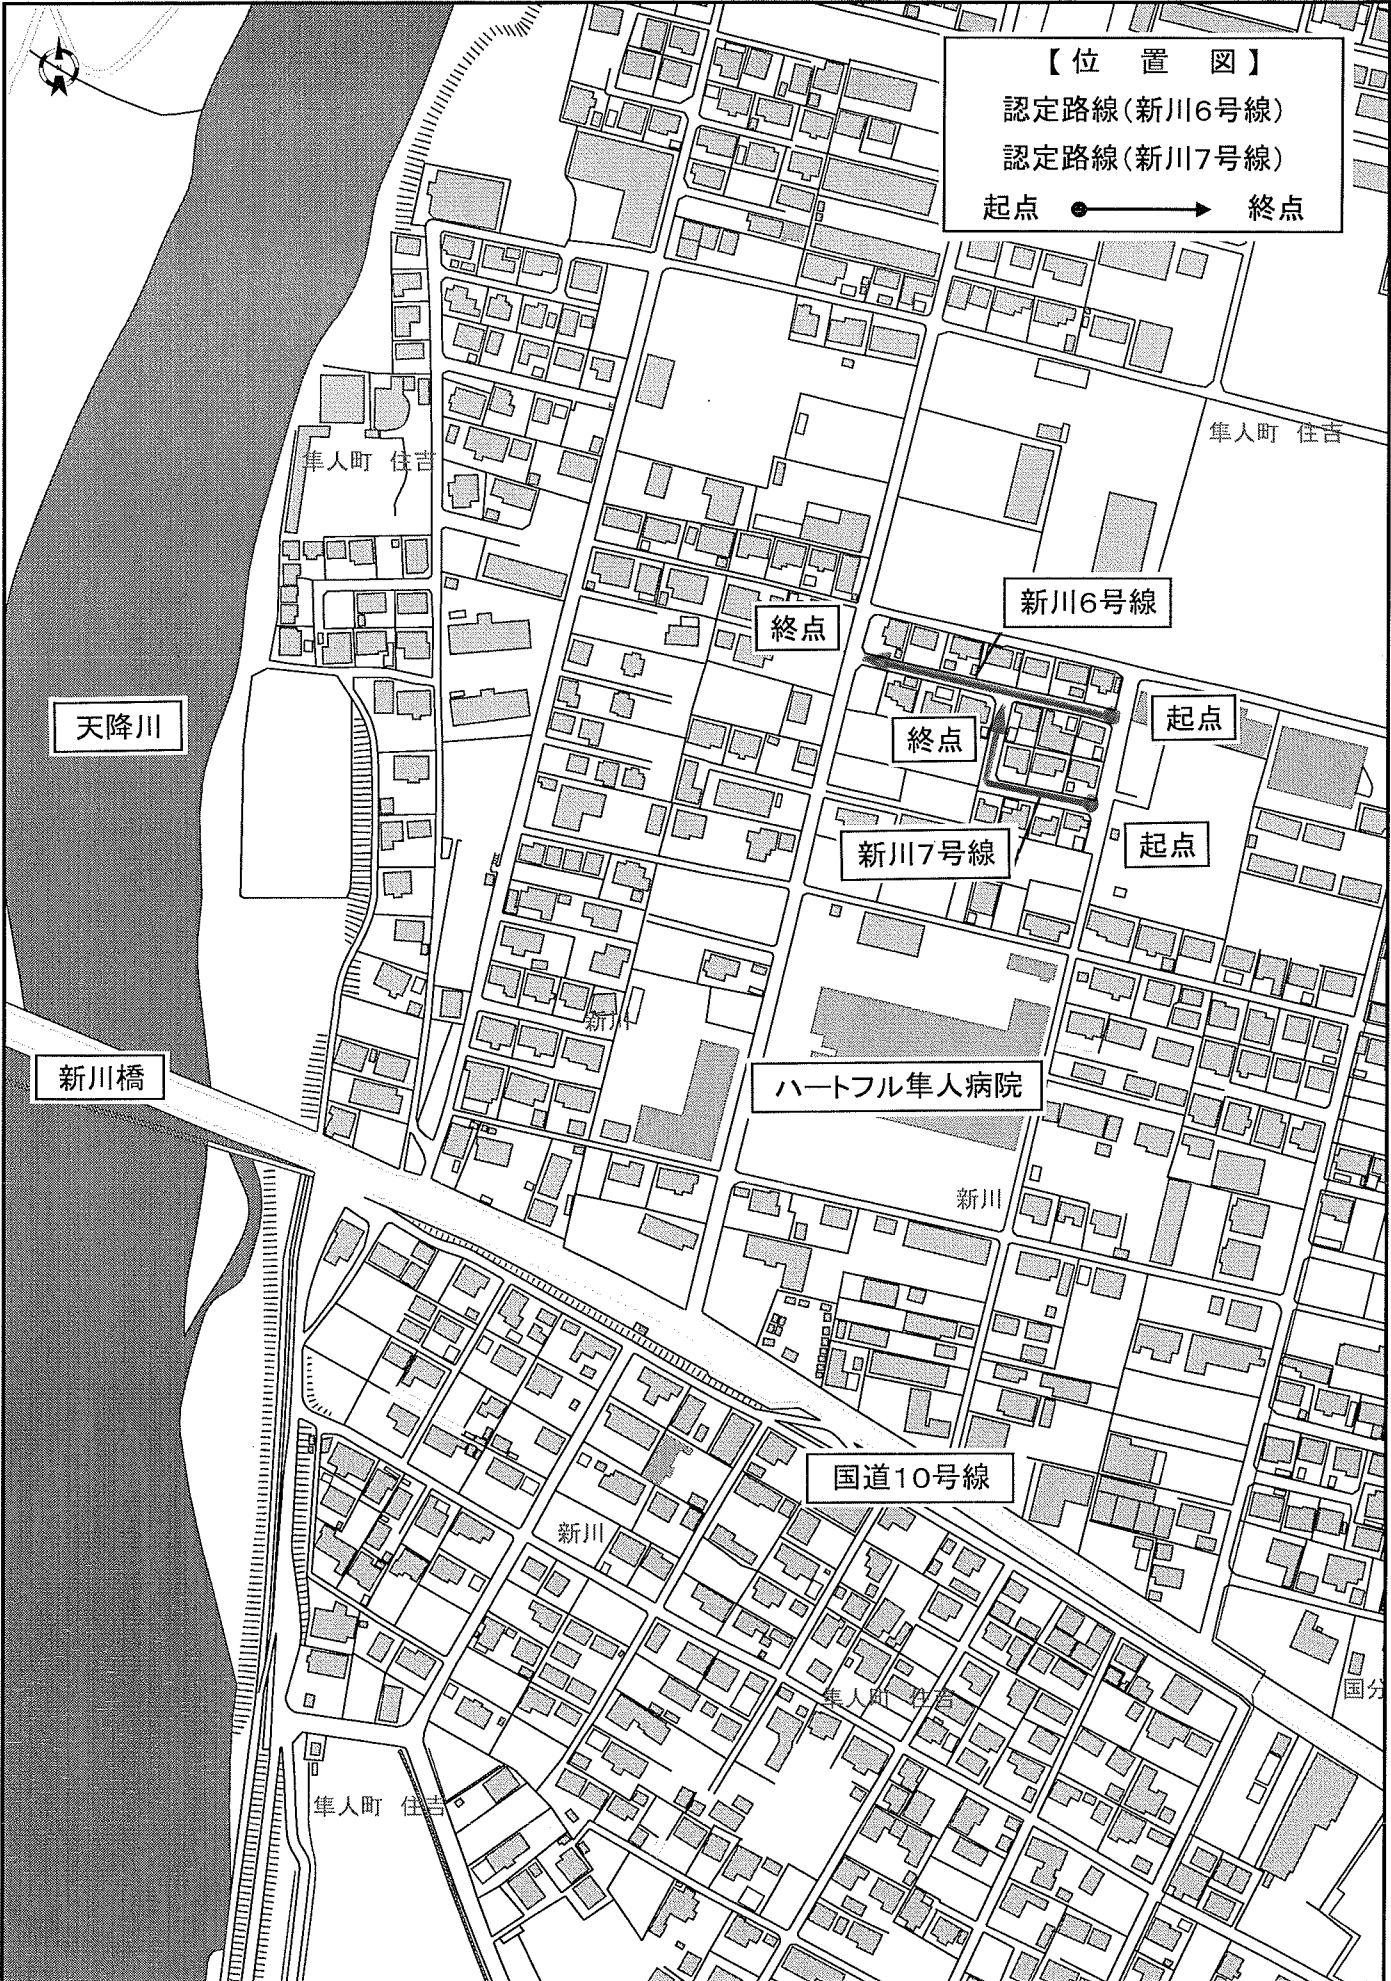 【位 置 図】
認定路線(新川6号線)
認定路線(新川7号線)
起点 終点
隼人町 住吉
隼人町 住吉
新川6号線
終点
起点
天降川
終点
新川7号線
起点
新川
新川橋
ハートフル隼人病院
新川
国道10号線
新川
隼人町 住吉
国分
隼人町 住吉